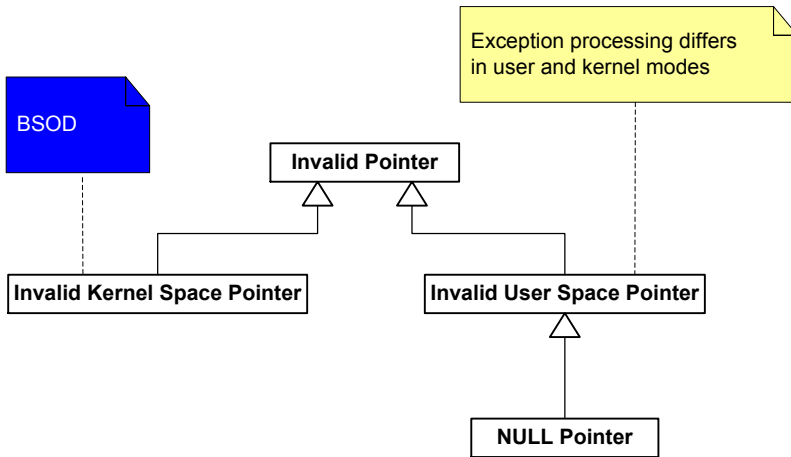 Exception processing differs
in user and kernel modes
BSOD
Invalid Pointer
Invalid Kernel Space Pointer
Invalid User Space Pointer
NULL Pointer